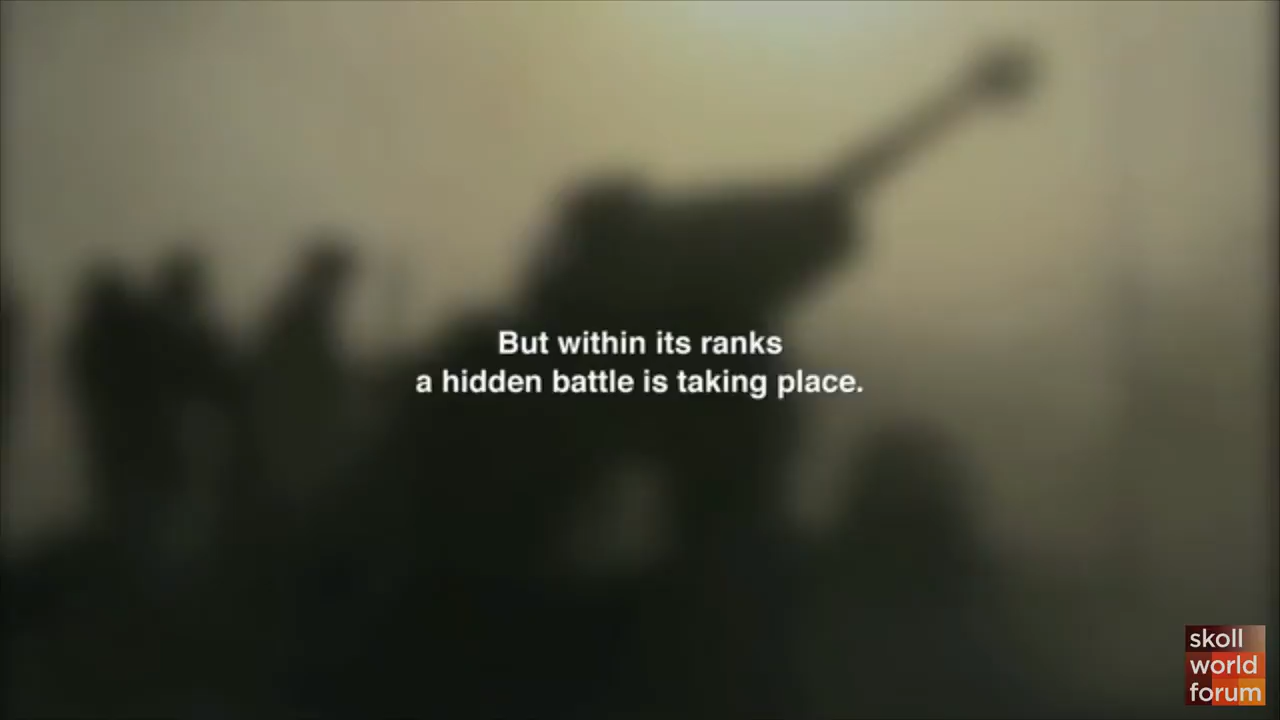 But within its ranks
a hidden battle is taking place.
skoll
world
forum